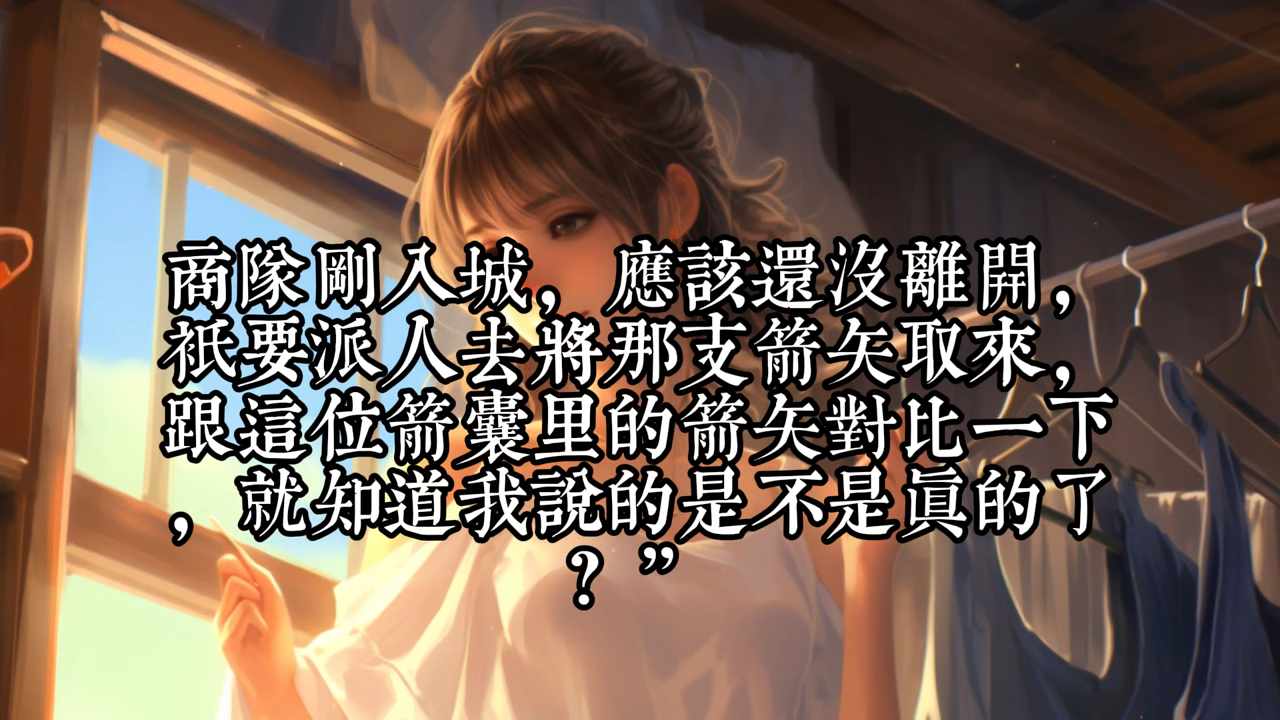 商隊剛入城，應該還沒離開，
衹要派人去將那支箭矢取來，
跟這位箭囊里的箭矢對比一下
，就知道我說的是不是眞的了
？”